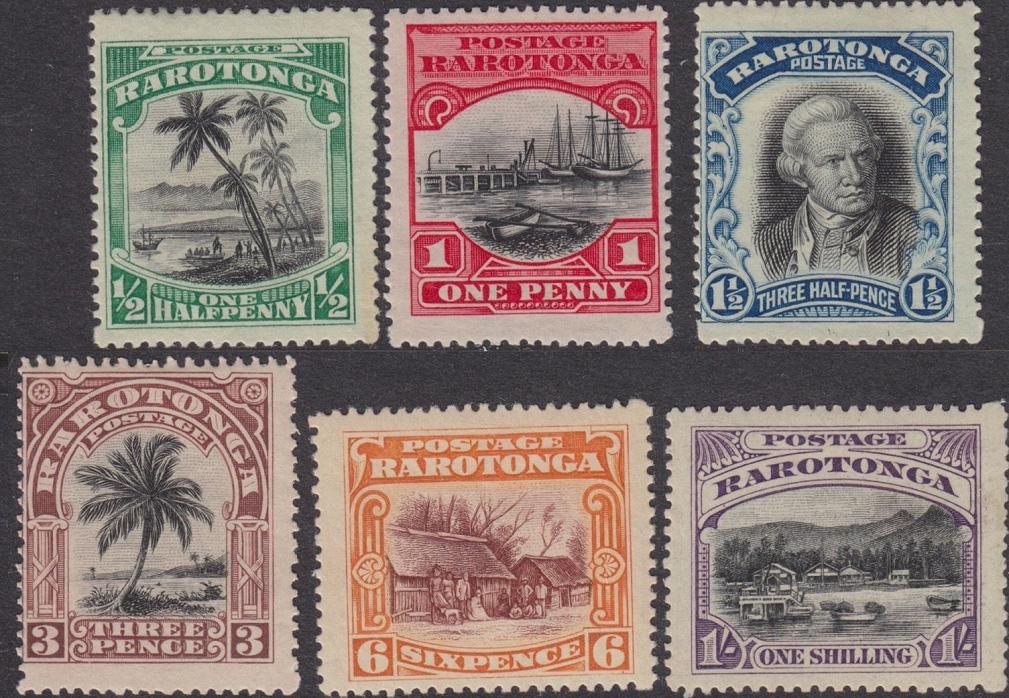 POSTAGE
RAROTONGA
½ ½
ONE
HALFPENNY
POSTAGE
RAROTONGA
1 1
ONE PENNY
RAROTONGA
POSTAGE
1½ 1½
THREE HALF-PENCE
RAROTONGA
POSTAGE
3 3
THREE
PENCE
POSTAGE
RAROTONGA
6 6
SIXPENCE
POSTAGE
RAROTONGA
1/- 1/-
ONE SHILLING